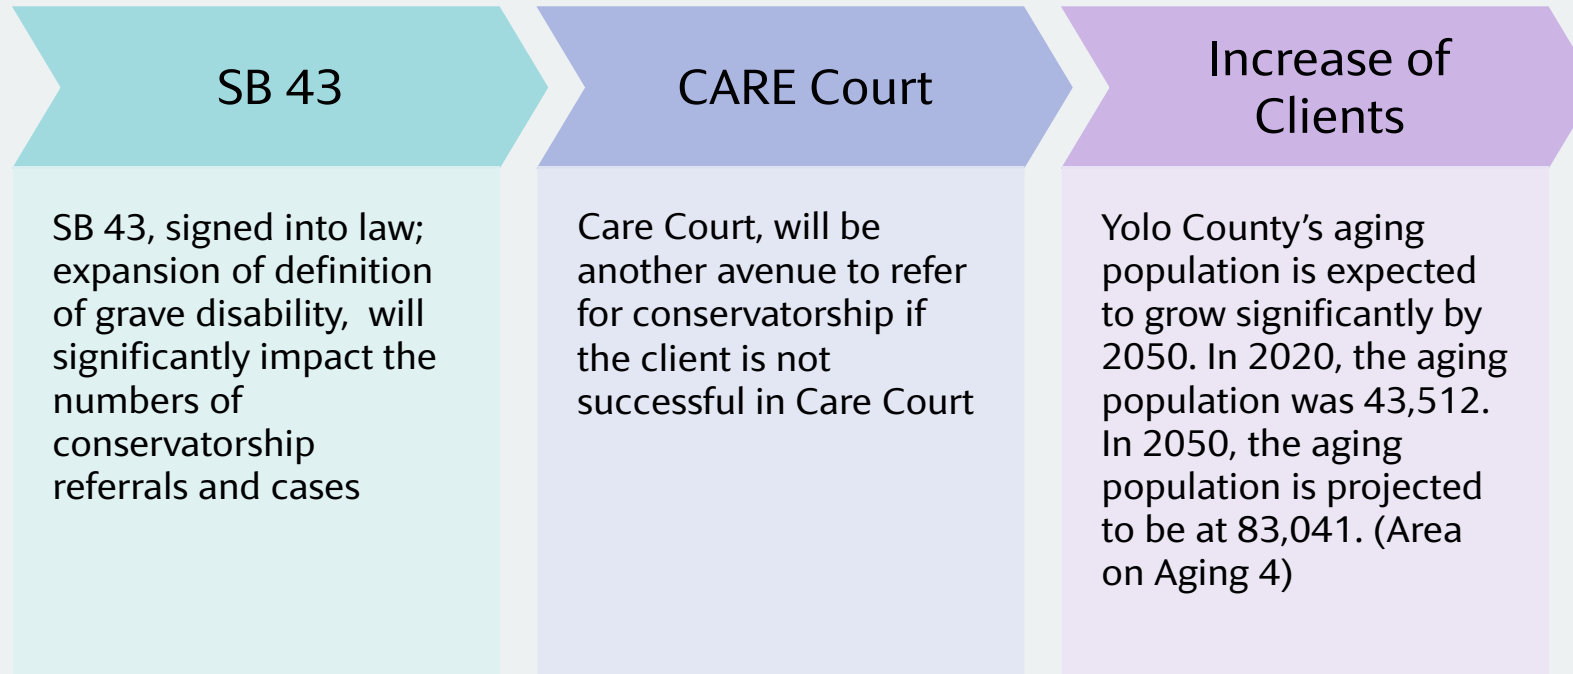 SB 43
SB 43, signed into law;
expansion of definition
of grave disability,  will
significantly impact the
numbers of
conservatorship
referrals and cases
CARE Court
Care Court, will be
another avenue to refer
for conservatorship if
the client is not
successful in Care Court
Increase of
Clients
Yolo County’s aging
population is expected
to grow significantly by
2050. In 2020, the aging
population was 43,512.
In 2050, the aging
population is projected
to be at 83,041. (Area
on Aging 4)